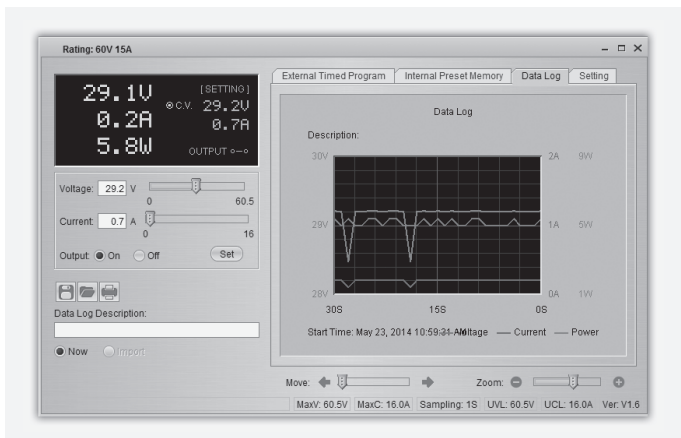 Rating: 60V 15A
29.1V
0.2A
5.8W
[SETTING]
C.V. 29.2V
0.7A
OUTPUT
Voltage: 29.2 V
0 60.5
Current: 0.7 A
0 16
Output: On Off Set
Data Log Description:
Now Import
External Timed Program Internal Preset Memory Data Log Setting
Data Log
Description:
30V 2A 9W
29V 1A 5W
28V 0A 1W
30S 15S 0S
Start Time: May 23, 2014 10:59:31 AM Current Power
Move: Zoom:
MaxV: 60.5V MaxC: 16.0A Sampling: 1S UVL: 60.5V UCL: 16.0A Ver: V1.6